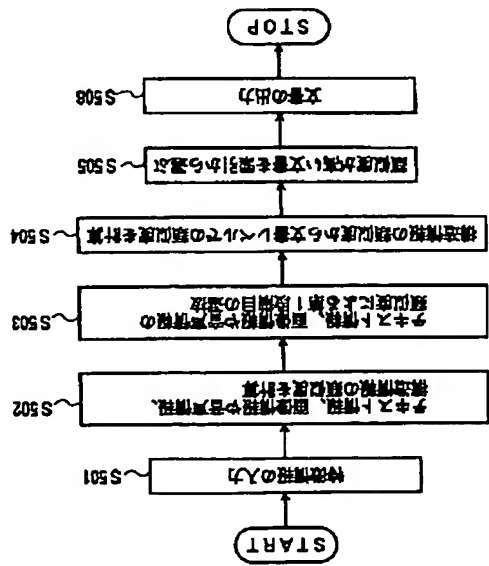 START
S501
特徴情報の入力
S502
テキスト情報、画像情報や音声情報、
構造情報の類似度を計算
S503
テキスト情報、画像情報や音声情報の
類似度による第1段階目の選抜
S504
構造情報の類似度から文書レベルでの類似度を計算
S505
類似度が高い文書を索引から選ぶ
S506
文書の出力
STOP